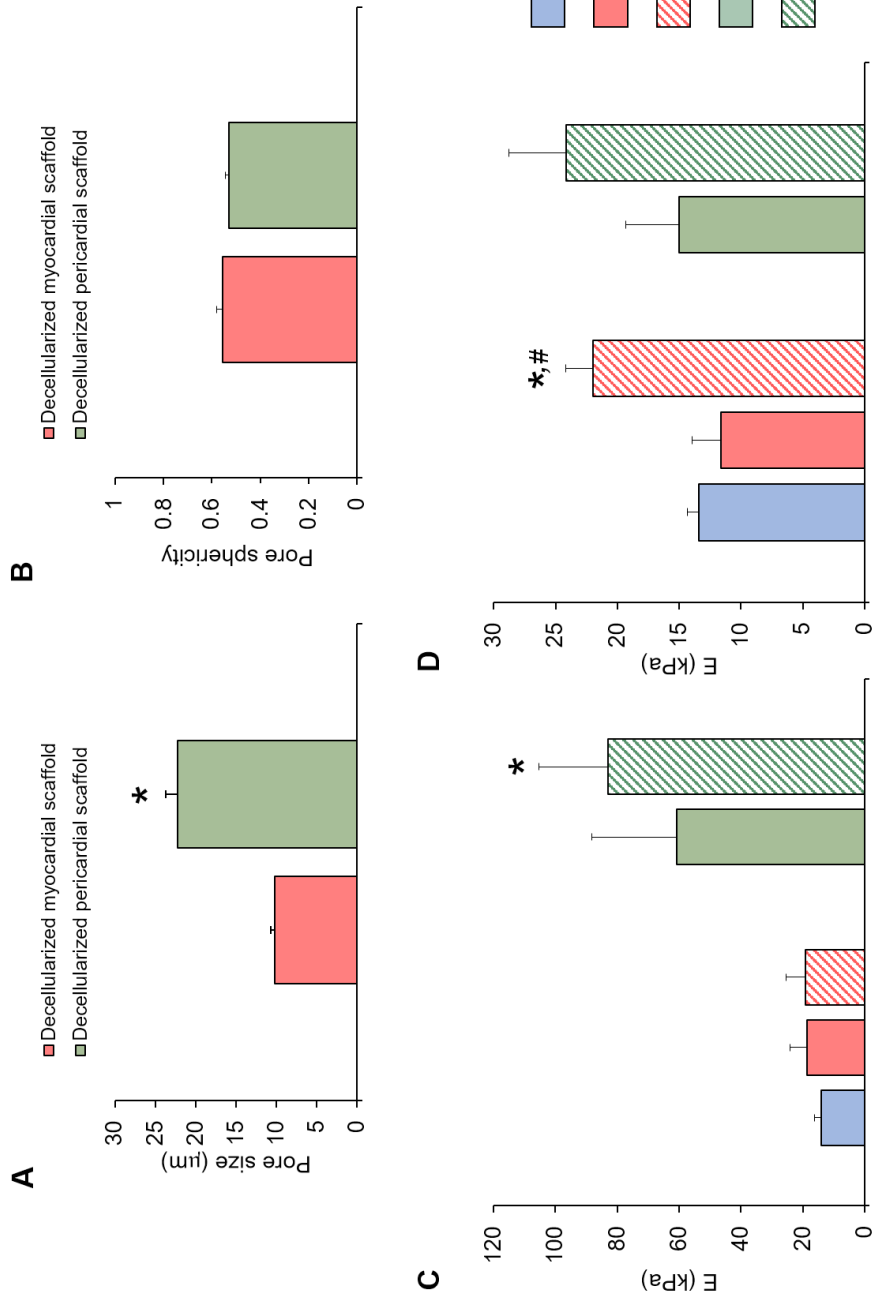 A
Decellularized myocardial scaffold
Decellularized pericardial scaffold
Pore size (µm)
30
25
20
15
10
5
0
*
B
Decellularized myocardial scaffold
Decellularized pericardial scaffold
Pore sphericity
1
0.8
0.6
0.4
0.2
0
C
E (kPa)
120
100
80
60
40
20
0
*
D
E (kPa)
30
25
20
15
10
5
0
*,#